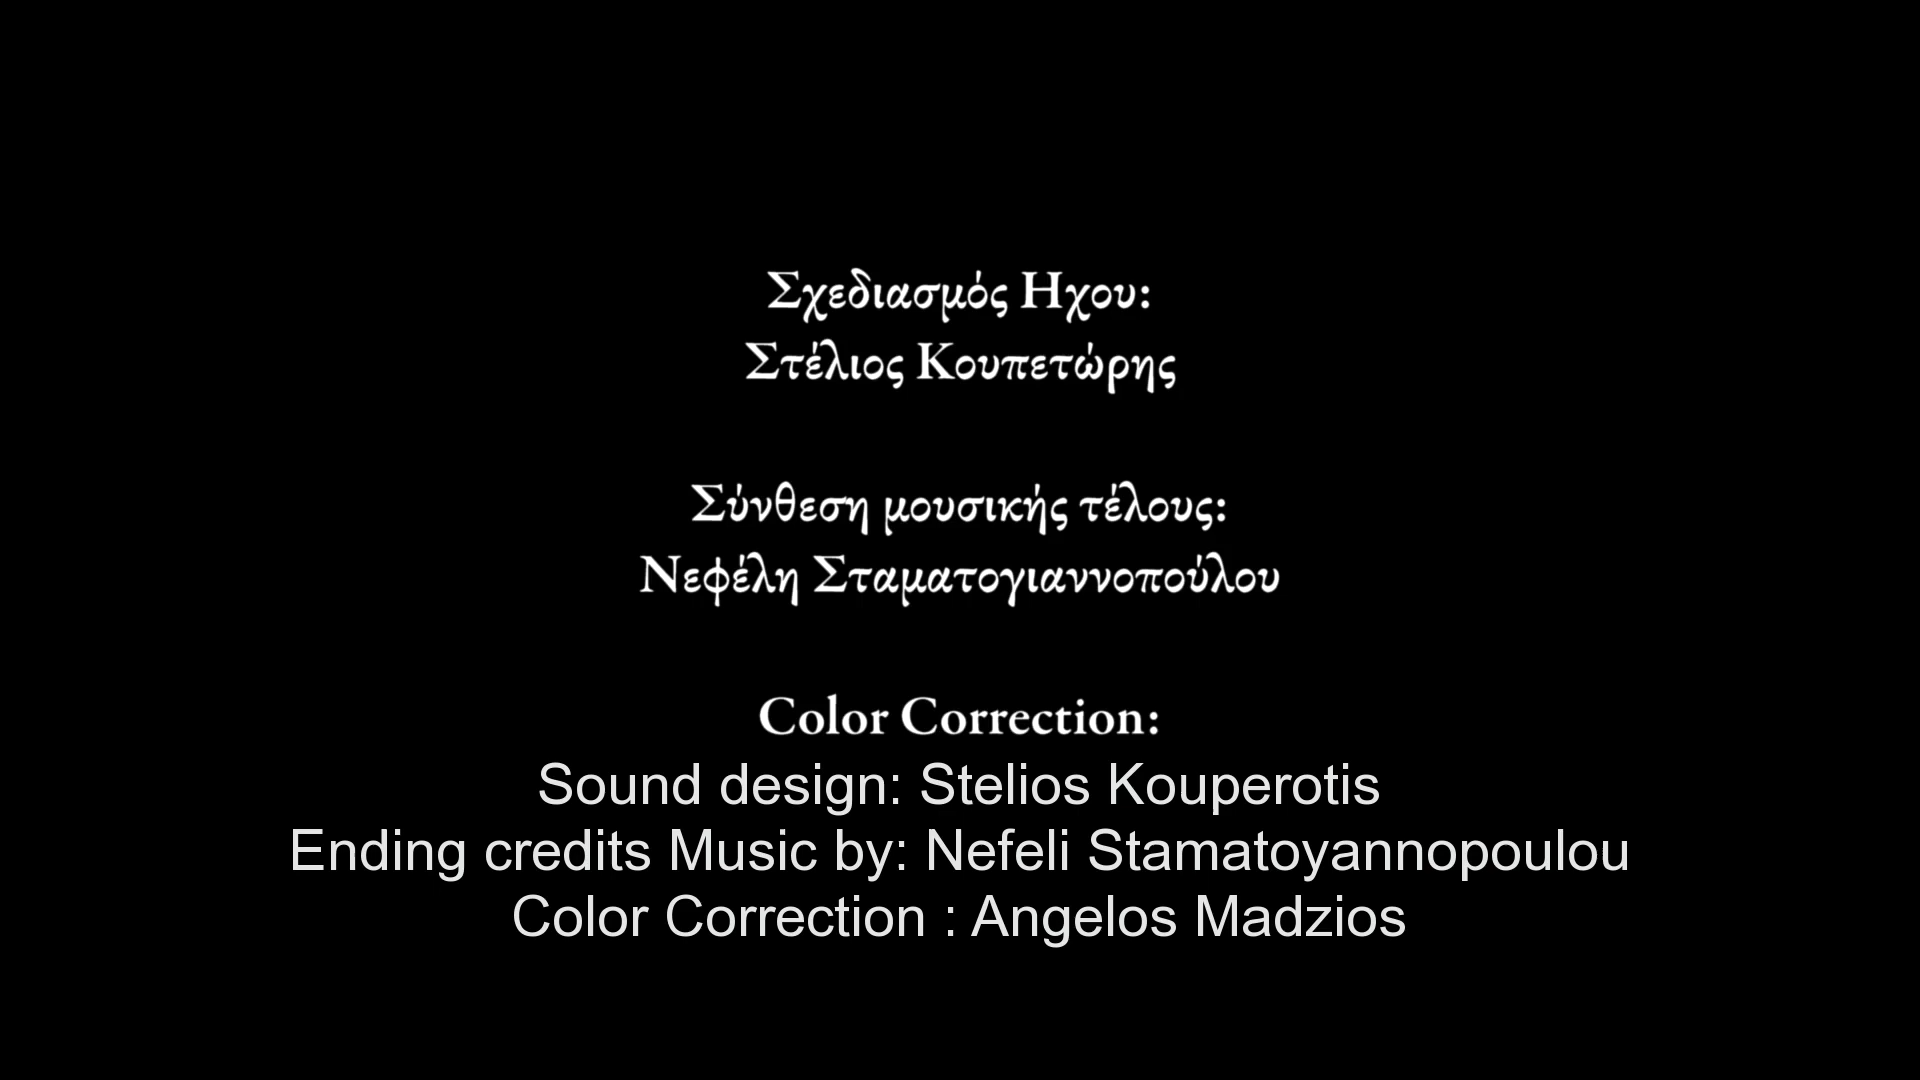 Σχεδιασμός Ηχου:
Στέλιος Κουπετώρης
Σύνθεση μουσικής τέλους:
Νεφέλη Σταματογιαννοπούλου
Color Correction:
Sound design: Stelios Kouperotis
Ending credits Music by: Nefeli Stamatoyannopoulou
Color Correction : Angelos Madzios